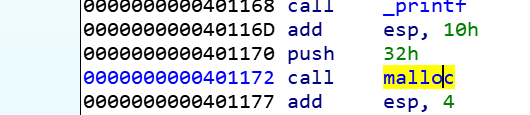 0000000000401168 call _printf
000000000040116D add esp, 10h
0000000000401170 push 32h
0000000000401172 call malloc
0000000000401177 add esp, 4